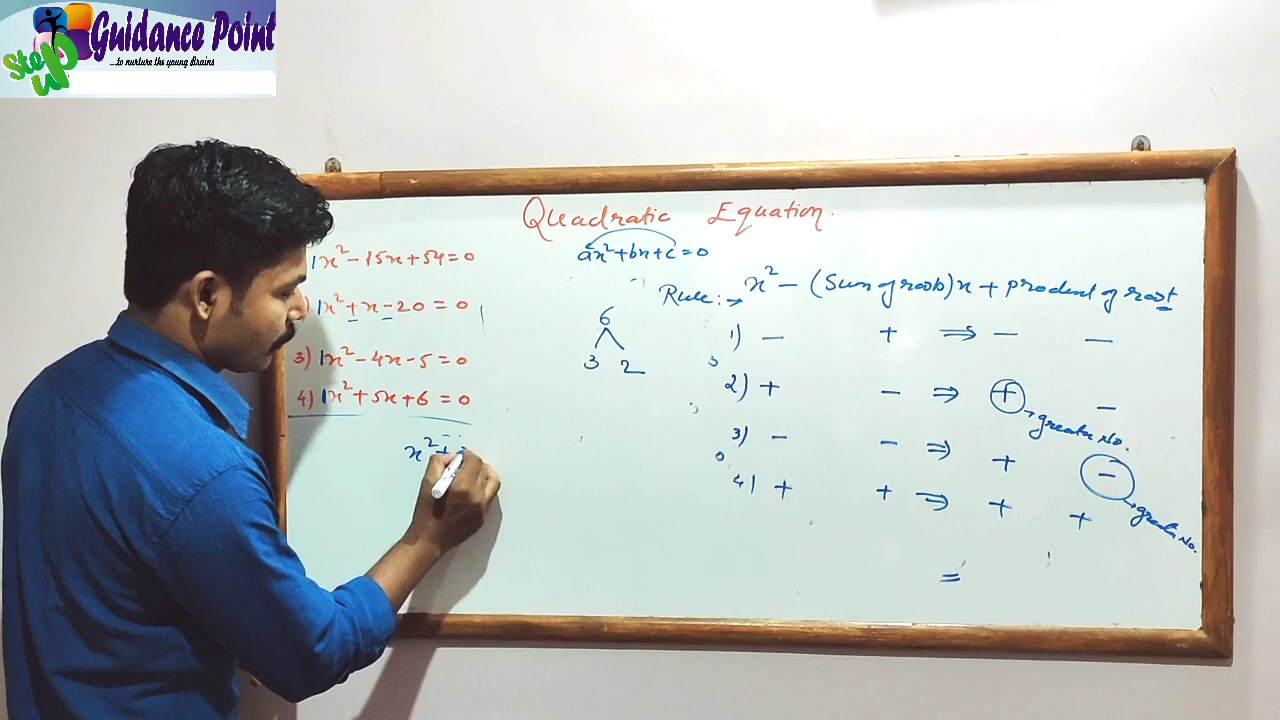 Step up Guidance Point
...to nurture the young Brains
Quadratic Equation.
1x² - 15x + 54 = 0
) 1x² + x - 20 = 0
3) 1x² - 4x - 5 = 0
4) 1x² + 5x + 6 = 0
x² +
ax² + bx + c = 0
6
3 2
Rule:→ x² - (Sum of roots)x + product of root
1) - + ⇒ - -
2) + - ⇒ + -
→greater No.
3) - - ⇒ + -
→greater No.
4) + + ⇒ + +
=